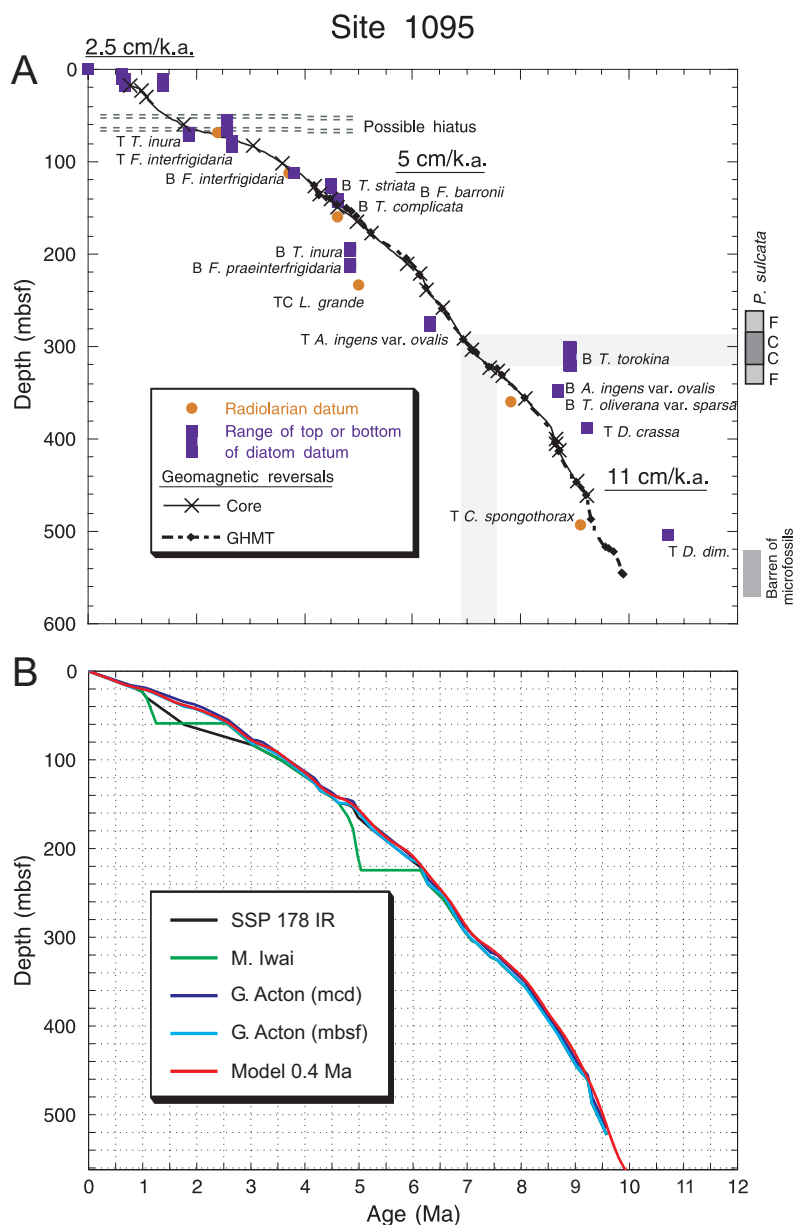 Site 1095
2.5 cm/k.a.
A
0
100
200
300
400
500
600
Depth (mbsf)
Possible hiatus
T T. inura
T F. interfrigidaria
5 cm/k.a.
B F. interfrigidaria
B T. striata
B F. barronii
B T. complicata
B T. inura
B F. praeinterfrigidaria
TC L. grande
T A. ingens var. ovalis
P. sulcata
F
C
C
F
B T. torokina
B A. ingens var. ovalis
B T. oliverana var. sparsa
T D. crassa
11 cm/k.a.
T C. spongothorax
T D. dim.
Barren of
microfossils
Radiolarian datum
Range of top or bottom
of diatom datum
Geomagnetic reversals
Core
GHMT
B
0
100
200
300
400
500
Depth (mbsf)
SSP 178 IR
M. Iwai
G. Acton (mcd)
G. Acton (mbsf)
Model 0.4 Ma
0 1 2 3 4 5 6 7 8 9 10 11 12
Age (Ma)